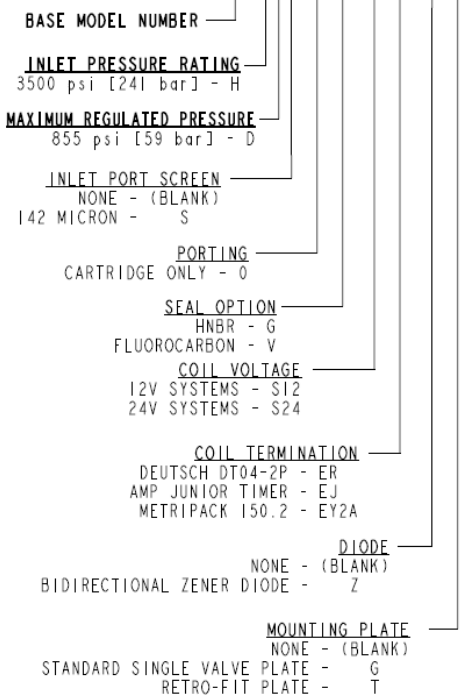 BASE MODEL NUMBER
INLET PRESSURE RATING
3500 psi [241 bar] - H
MAXIMUM REGULATED PRESSURE
855 psi [59 bar] - D
INLET PORT SCREEN
NONE - (BLANK)
142 MICRON - S
PORTING
CARTRIDGE ONLY - 0
SEAL OPTION
HNBR - G
FLUOROCARBON - V
COIL VOLTAGE
12V SYSTEMS - S12
24V SYSTEMS - S24
COIL TERMINATION
DEUTSCH DT04-2P - ER
AMP JUNIOR TIMER - EJ
METRIPACK 150.2 - EY2A
DIODE
NONE - (BLANK)
BIDIRECTIONAL ZENER DIODE - Z
MOUNTING PLATE
NONE - (BLANK)
STANDARD SINGLE VALVE PLATE - G
RETRO-FIT PLATE - T